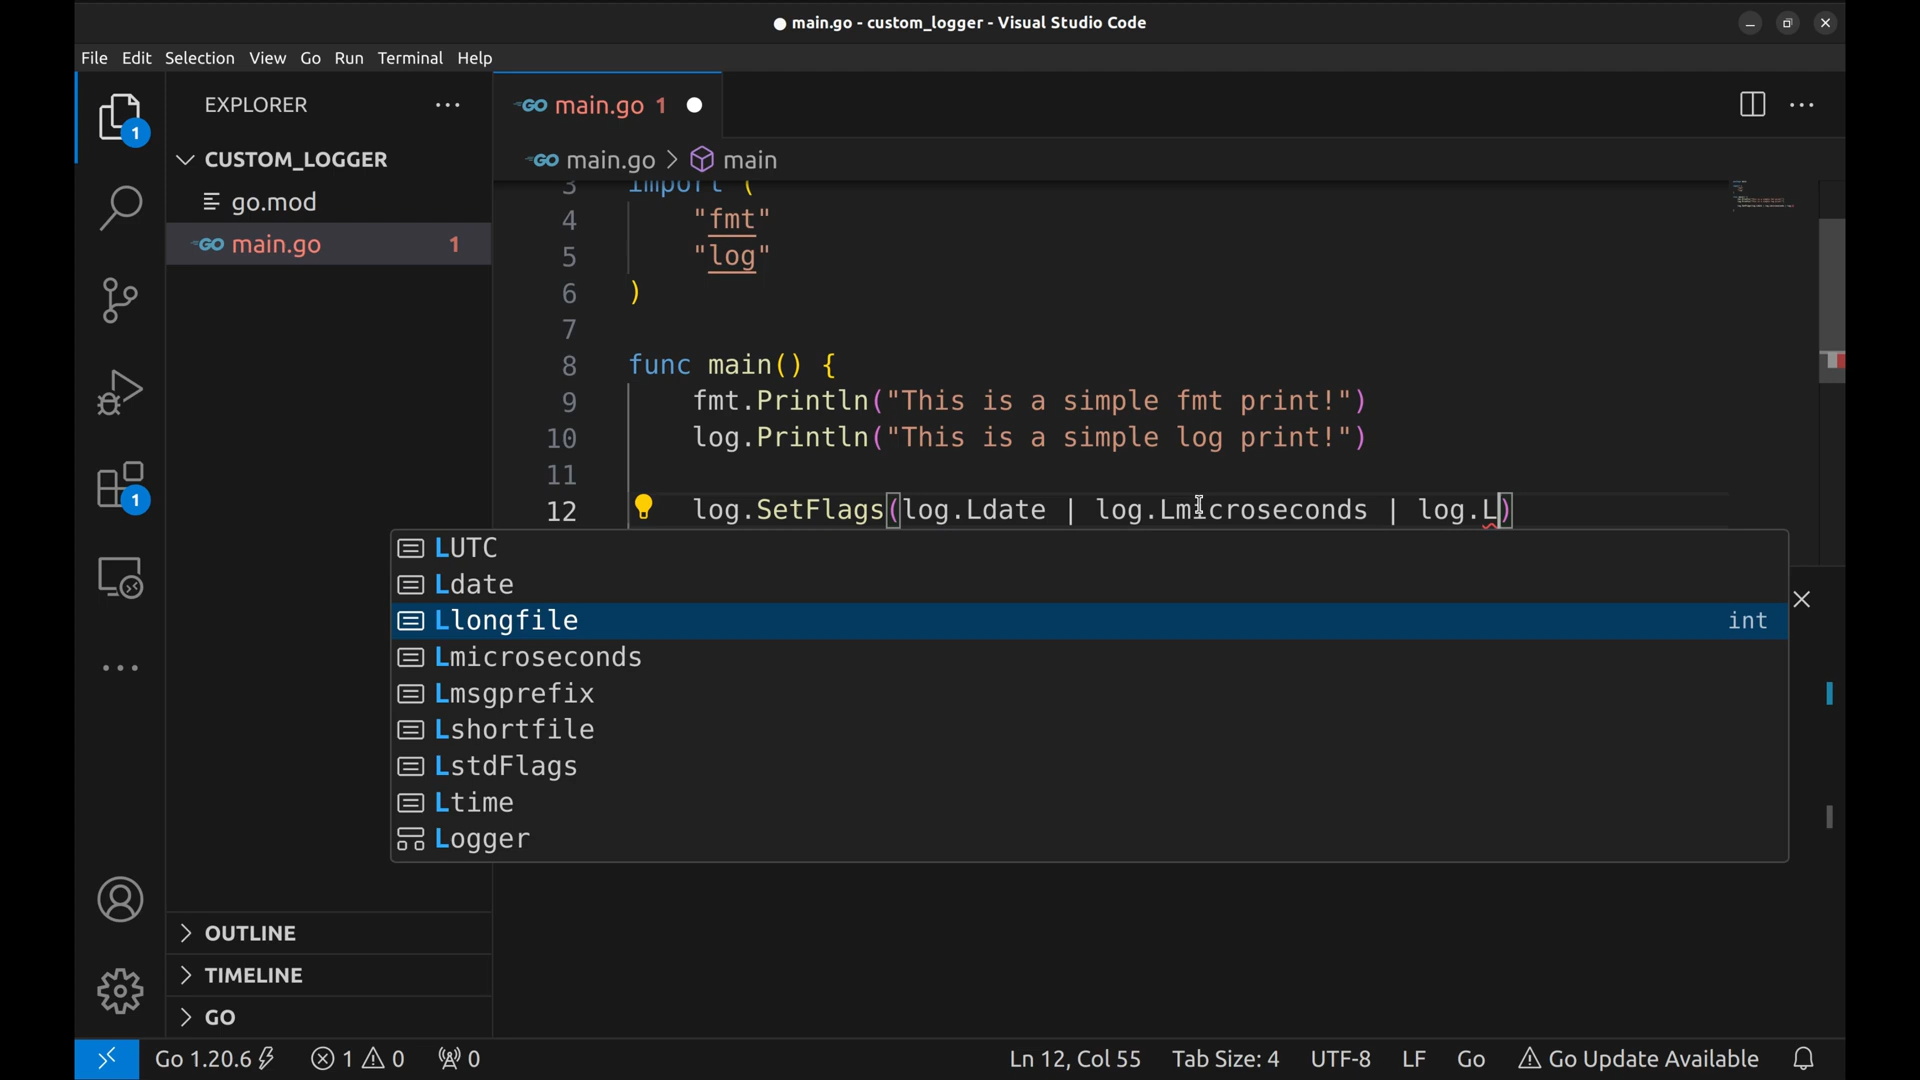 main.go - custom_logger - Visual Studio Code
File Edit Selection View Go Run Terminal Help
EXPLORER
CUSTOM_LOGGER
go.mod
GO main.go 1
OUTLINE
TIMELINE
GO
GO main.go 1
GO main.go > main
3 import (
4 "fmt"
5 "log"
6 )
7
8 func main() {
9 fmt.Println("This is a simple fmt print!")
10 log.Println("This is a simple log print!")
11
12 log.SetFlags(log.Ldate | log.Lmicroseconds | log.L)
LUTC
Ldate
Llongfile int
Lmicroseconds
Lmsgprefix
Lshortfile
LstdFlags
Ltime
Logger
1
1
Go 1.20.6 1 0 0 Ln 12, Col 55 Tab Size: 4 UTF-8 LF Go Go Update Available